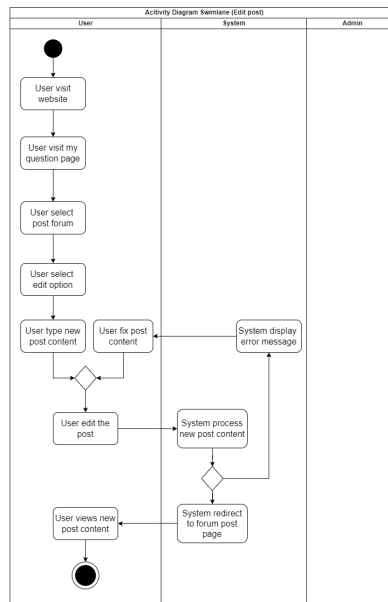 Acitivity Diagram Swimlane (Edit post)
User
System
Admin
User visit
website
User visit my
question page
User select
post forum
User select
edit option
User type new
post content
User fix post
content
System display
error message
User edit the
post
System process
new post content
User views new
post content
System redirect
to forum post
page